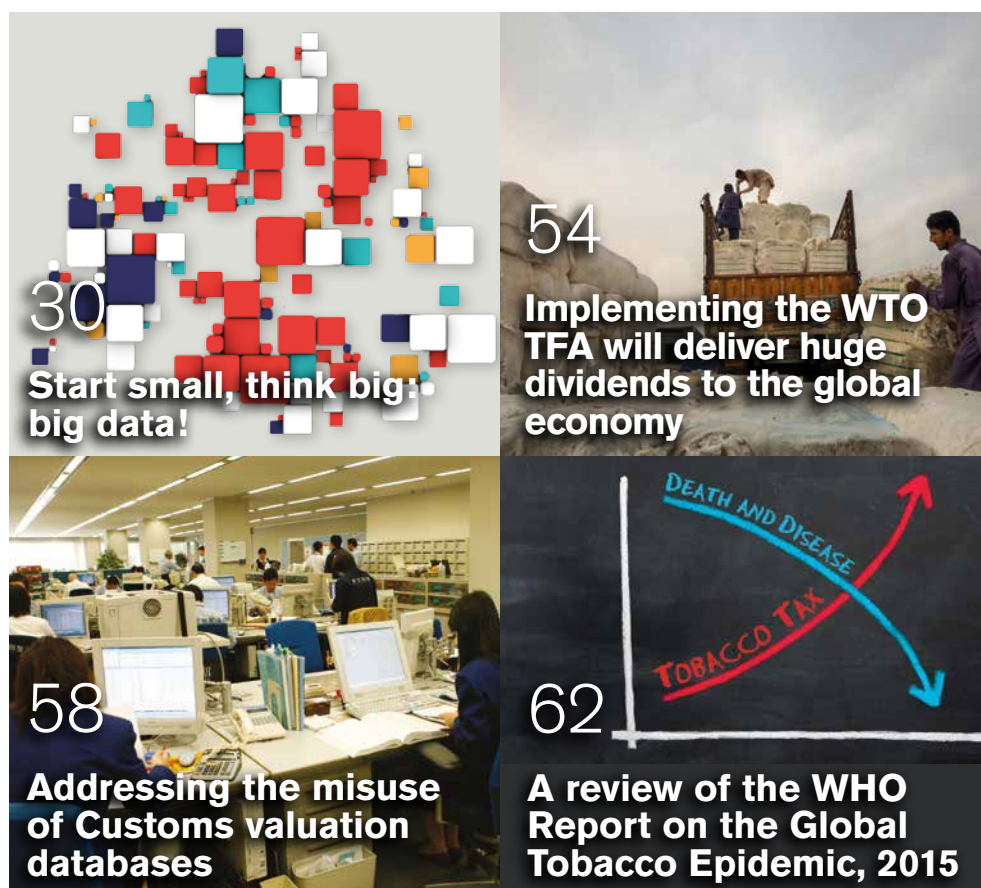 30
Start small, think big:
big data!
54
Implementing the WTO
TFA will deliver huge
dividends to the global
economy
58
Addressing the misuse
of Customs valuation
databases
DEATH AND DISEASE
TOBACCO TAX
62
A review of the WHO
Report on the Global
Tobacco Epidemic, 2015